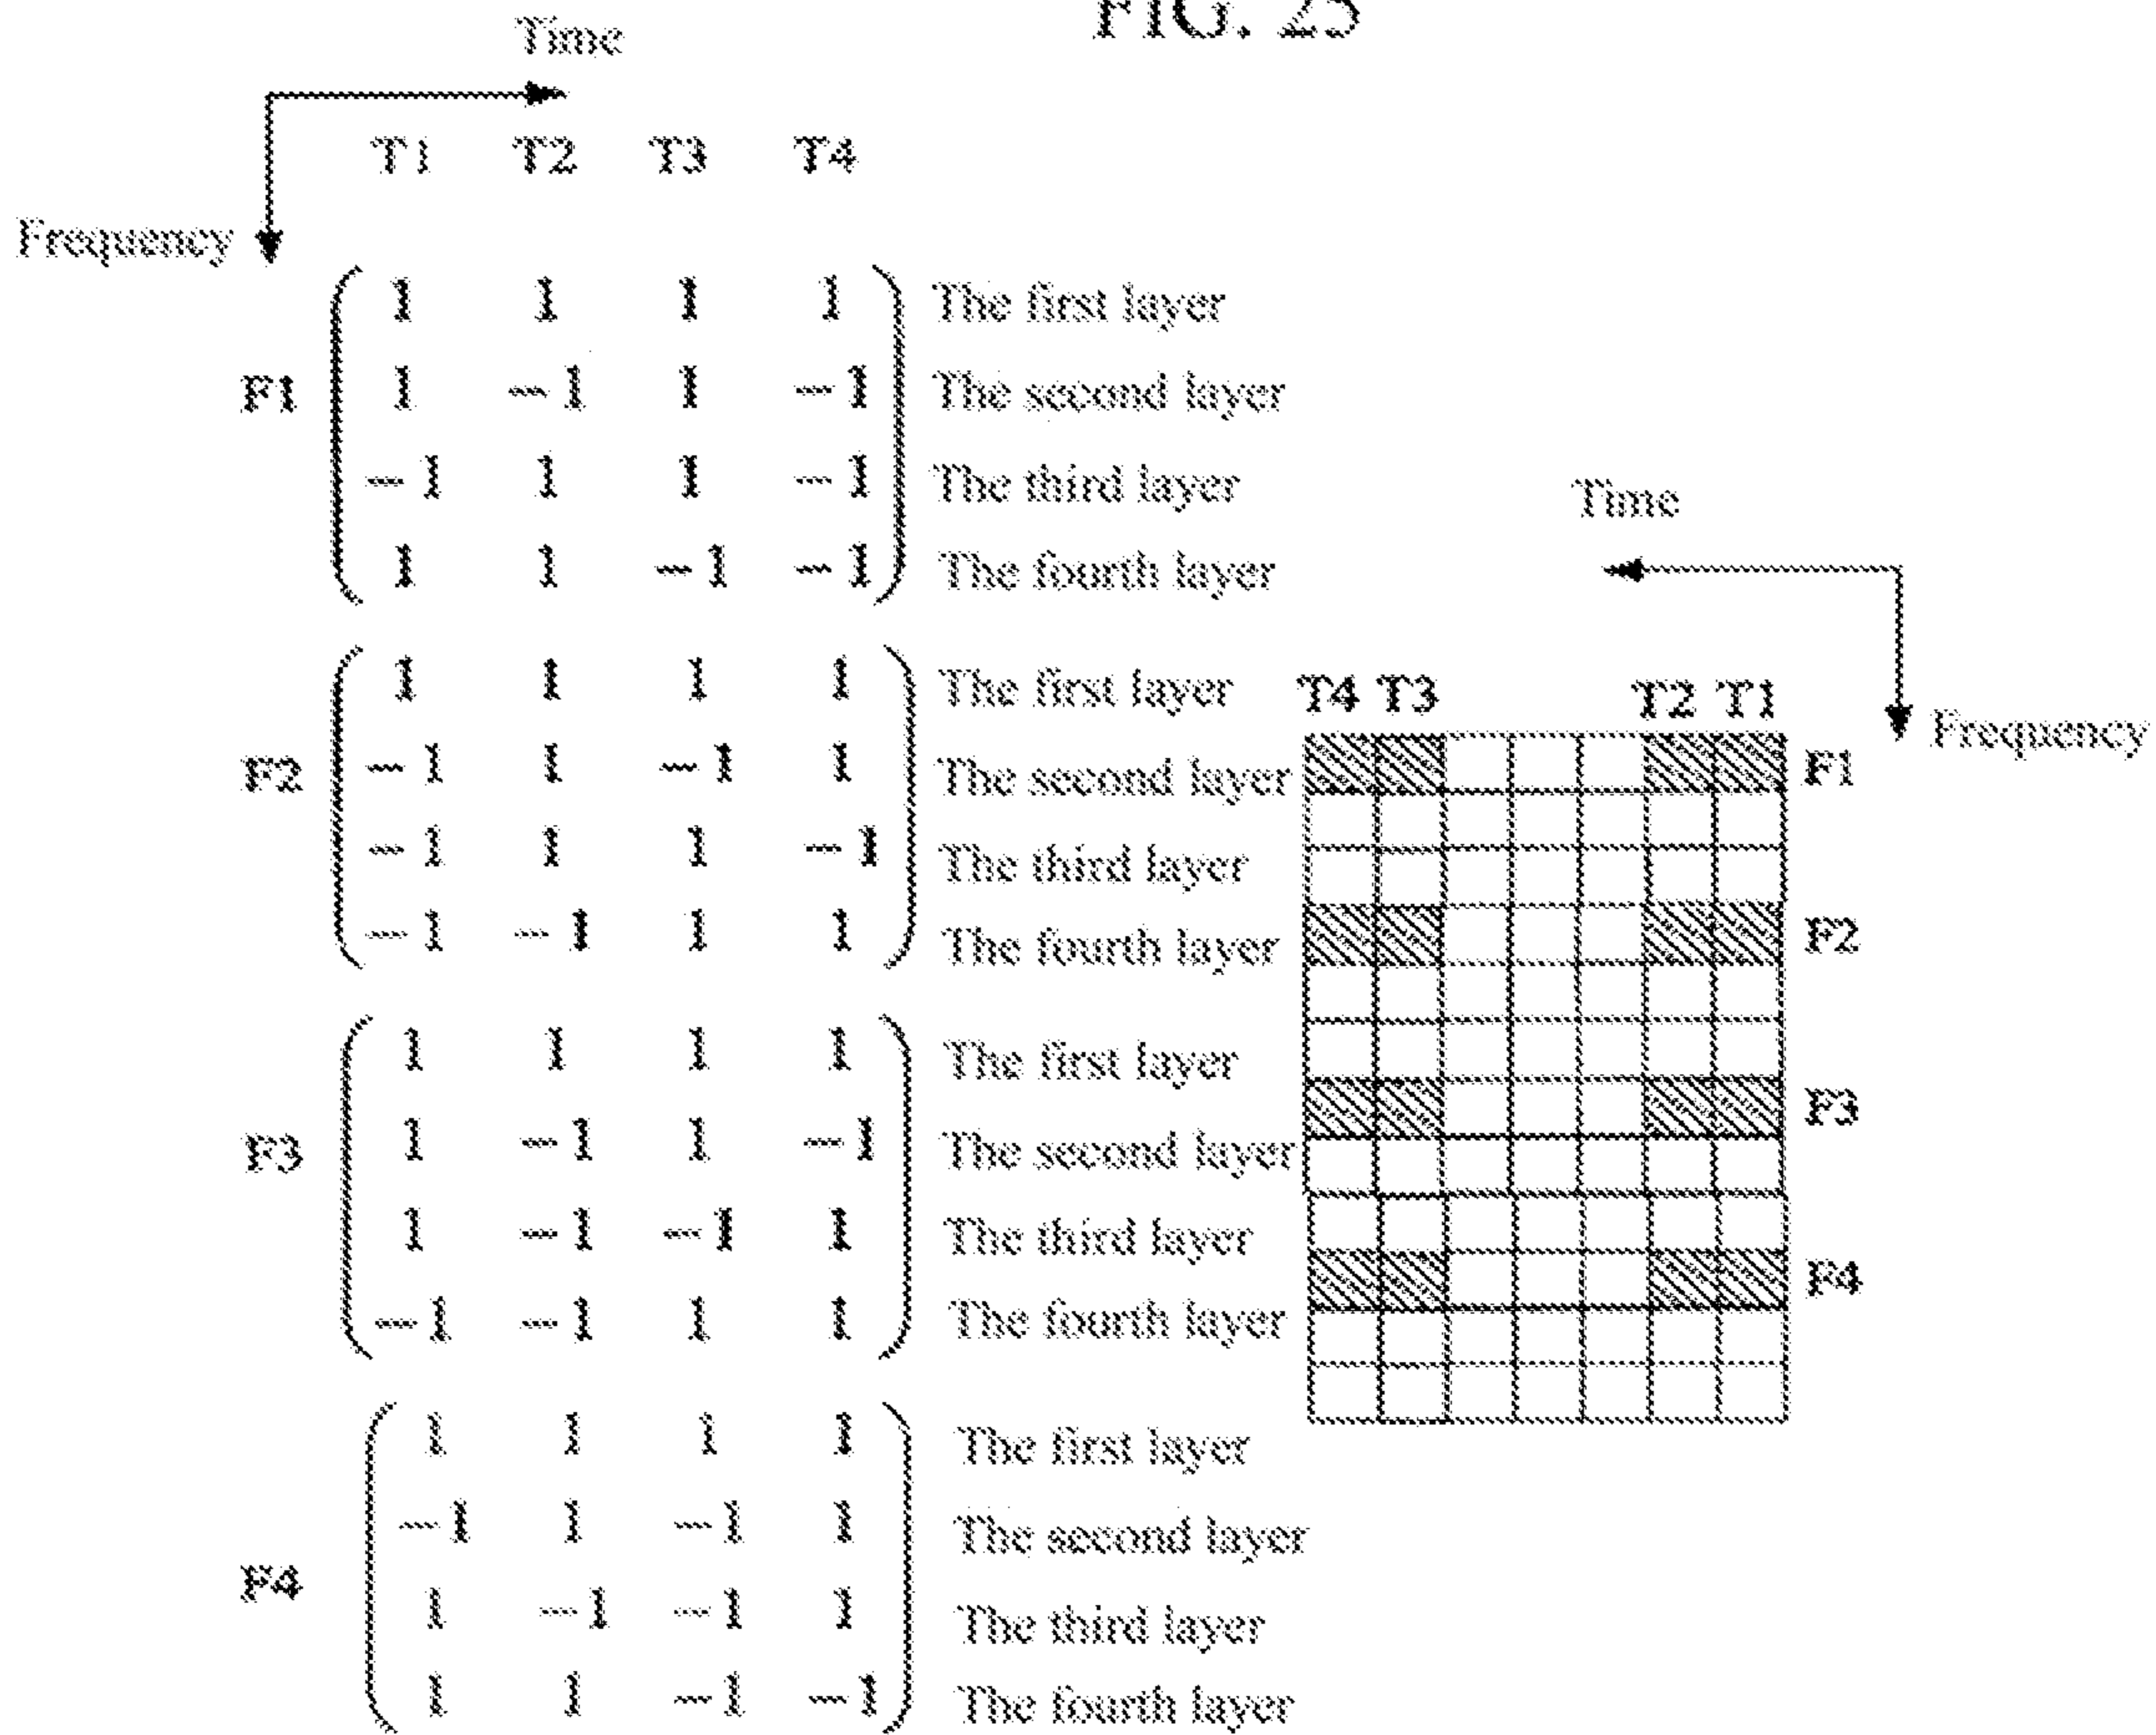 FIG. 25
Time
T1 T2 T3 T4
Frequency
F1
1 1 1 1 The first layer
1 -1 1 -1 The second layer
-1 1 1 -1 The third layer
1 1 -1 -1 The fourth layer
F2
1 1 1 1 The first layer
-1 1 -1 1 The second layer
-1 1 1 -1 The third layer
-1 -1 1 1 The fourth layer
F3
1 1 1 1 The first layer
1 -1 1 -1 The second layer
1 -1 -1 1 The third layer
-1 -1 1 1 The fourth layer
F4
1 1 1 1 The first layer
-1 1 -1 1 The second layer
1 -1 -1 1 The third layer
1 1 -1 -1 The fourth layer
Time
T4 T3 T2 T1
Frequency
F1
F2
F3
F4